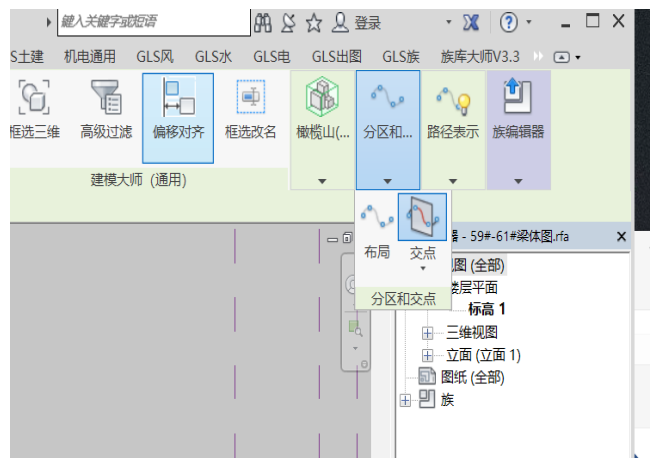 键入关键字或短语
登录
S土建 机电通用 GLS风 GLS水 GLS电 GLS出图 GLS族 族库大师V3.3
框选三维 高级过滤 偏移对齐 框选改名 橄榄山(... 分区和... 路径表示 族编辑器
建模大师 (通用)
布局 交点
分区和交点
器 - 59#-61#梁体图.rfa
视图 (全部)
楼层平面
标高 1
三维视图
立面 (立面 1)
图纸 (全部)
族